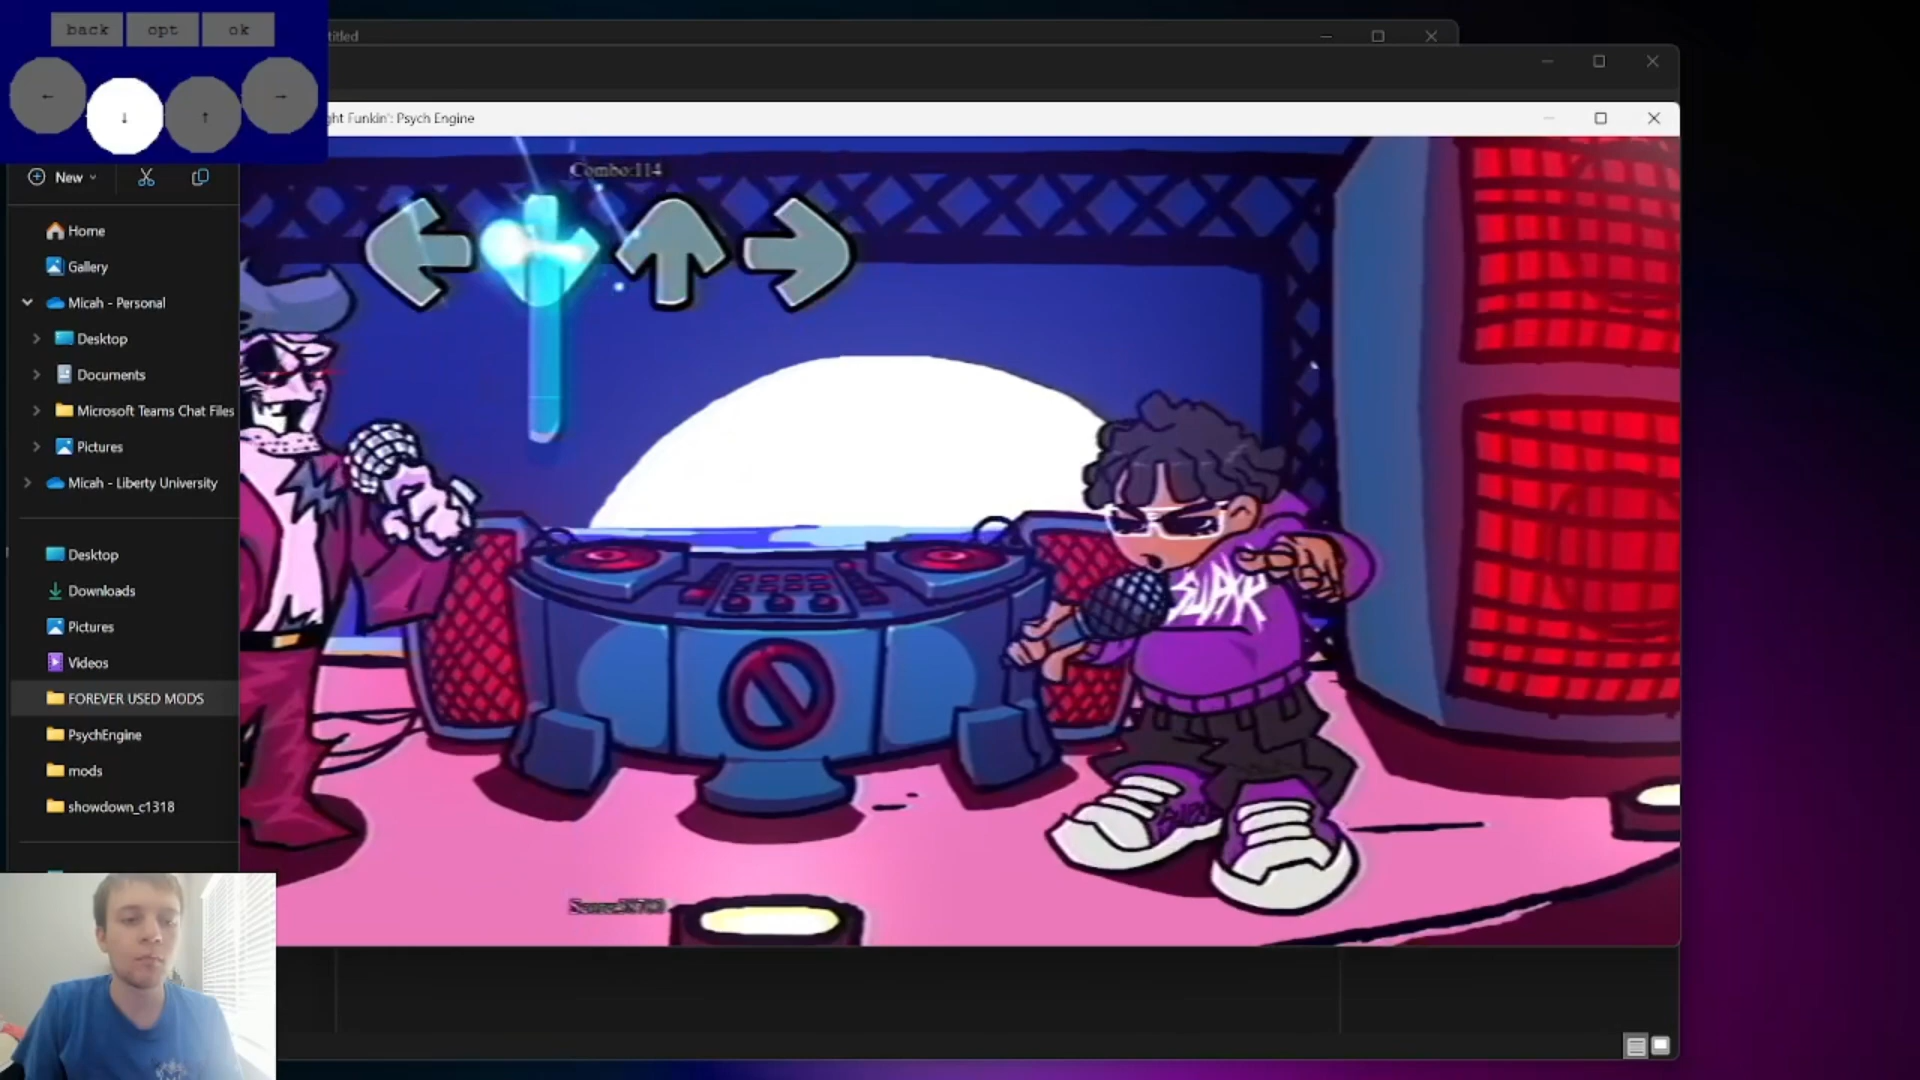 back opt ok
← ↓ ↑ →
titled
ght Funkin': Psych Engine
New
Combo:114
Home
Gallery
Micah - Personal
Desktop
Documents
Microsoft Teams Chat Files
Pictures
Micah - Liberty University
Desktop
Downloads
Pictures
Videos
FOREVER USED MODS
PsychEngine
mods
showdown_c1318